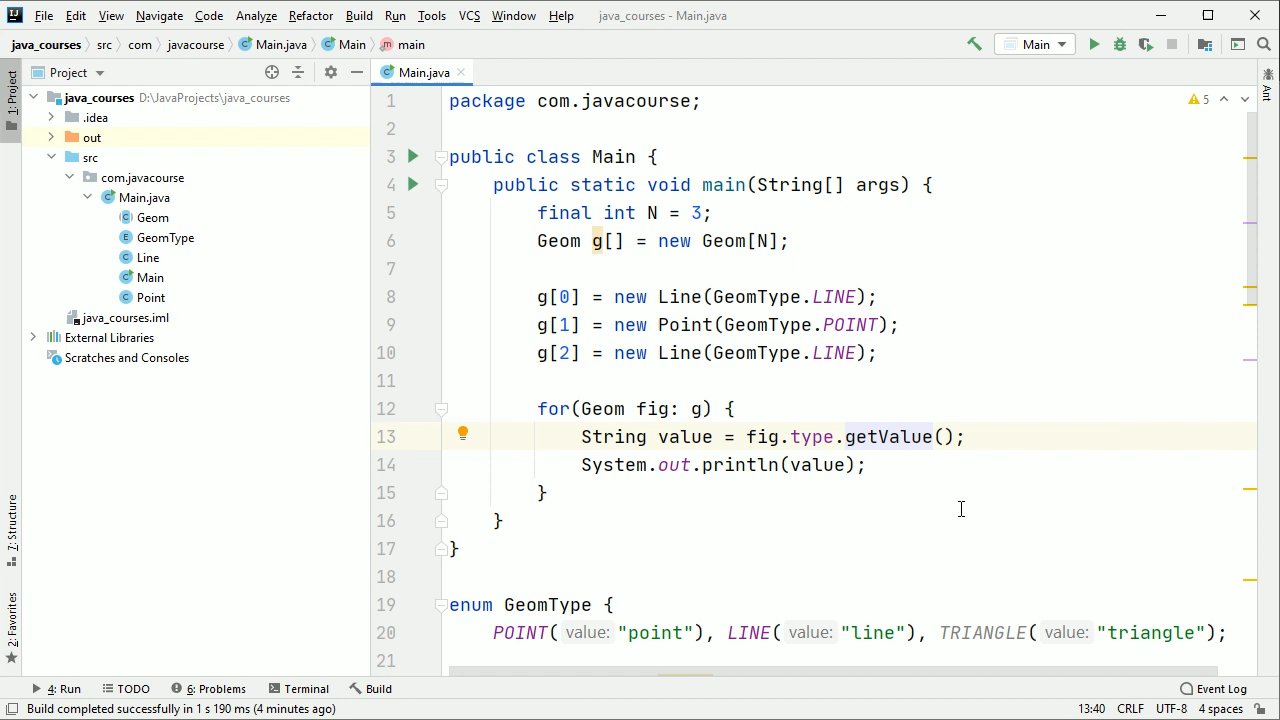 File Edit View Navigate Code Analyze Refactor Build Run Tools VCS Window Help java_courses - Main.java
java_courses src com javacourse Main.java Main main Main
1: Project
Project
Main.java
java_courses D:\JavaProjects\java_courses
.idea
out
src
com.javacourse
Main.java
Geom
GeomType
Line
Main
Point
java_courses.iml
External Libraries
Scratches and Consoles
7: Structure
2: Favorites
5
Ant
1 package com.javacourse;
2
3 public class Main {
4 public static void main(String[] args) {
5 final int N = 3;
6 Geom g[] = new Geom[N];
7
8 g[0] = new Line(GeomType.LINE);
9 g[1] = new Point(GeomType.POINT);
10 g[2] = new Line(GeomType.LINE);
11
12 for(Geom fig: g) {
13 String value = fig.type.getValue();
14 System.out.println(value);
15 }
16 }
17 }
18
19 enum GeomType {
20 POINT( value: "point"), LINE( value: "line"), TRIANGLE( value: "triangle");
21
4: Run TODO 6: Problems Terminal Build Event Log
Build completed successfully in 1 s 190 ms (4 minutes ago) 13:40 CRLF UTF-8 4 spaces